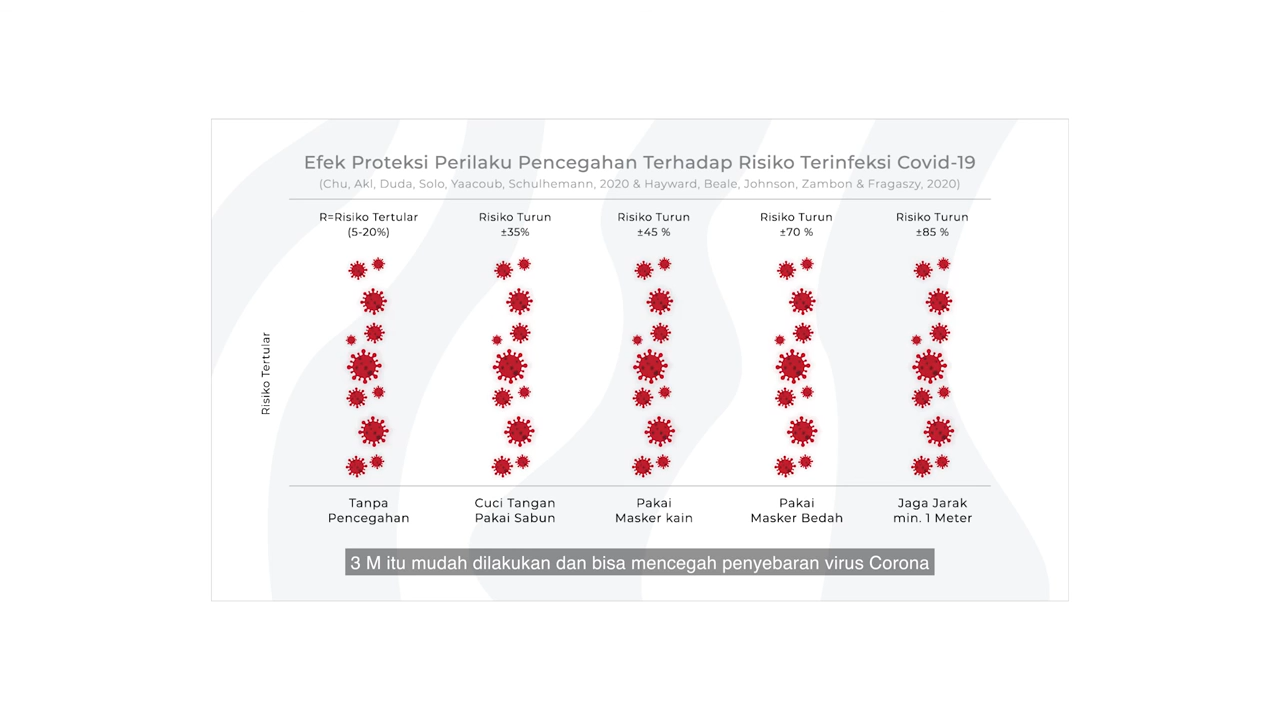 Efek Proteksi Perilaku Pencegahan Terhadap Risiko Terinfeksi Covid-19
(Chu, Akl, Duda, Solo, Yaacoub, Schulhemann, 2020 & Hayward, Beale, Johnson, Zambon & Fragaszy, 2020)
R=Risiko Tertular
(5-20%)
Risiko Turun
±35%
Risiko Turun
±45 %
Risiko Turun
±70 %
Risiko Turun
±85 %
Risiko Tertular
Tanpa
Pencegahan
Cuci Tangan
Pakai Sabun
Pakai
Masker kain
Pakai
Masker Bedah
Jaga Jarak
min. 1 Meter
3 M itu mudah dilakukan dan bisa mencegah penyebaran virus Corona